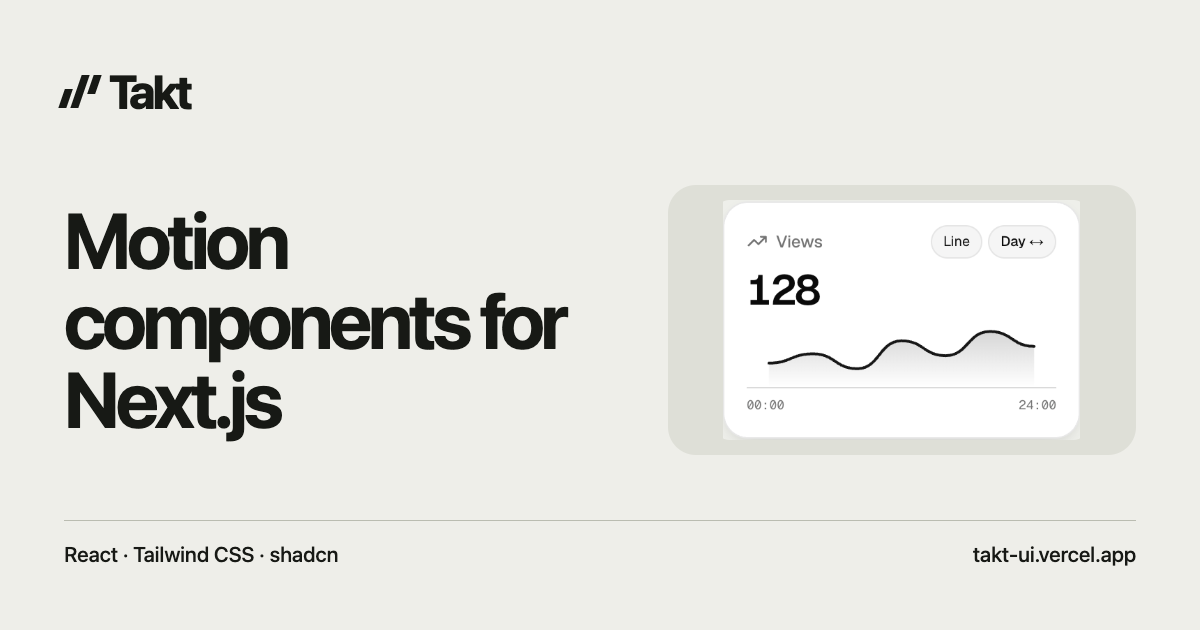 Takt
Motion
components for
Next.js
Views
Line
Day ↔
128
00:00
24:00
React · Tailwind CSS · shadcn
takt-ui.vercel.app